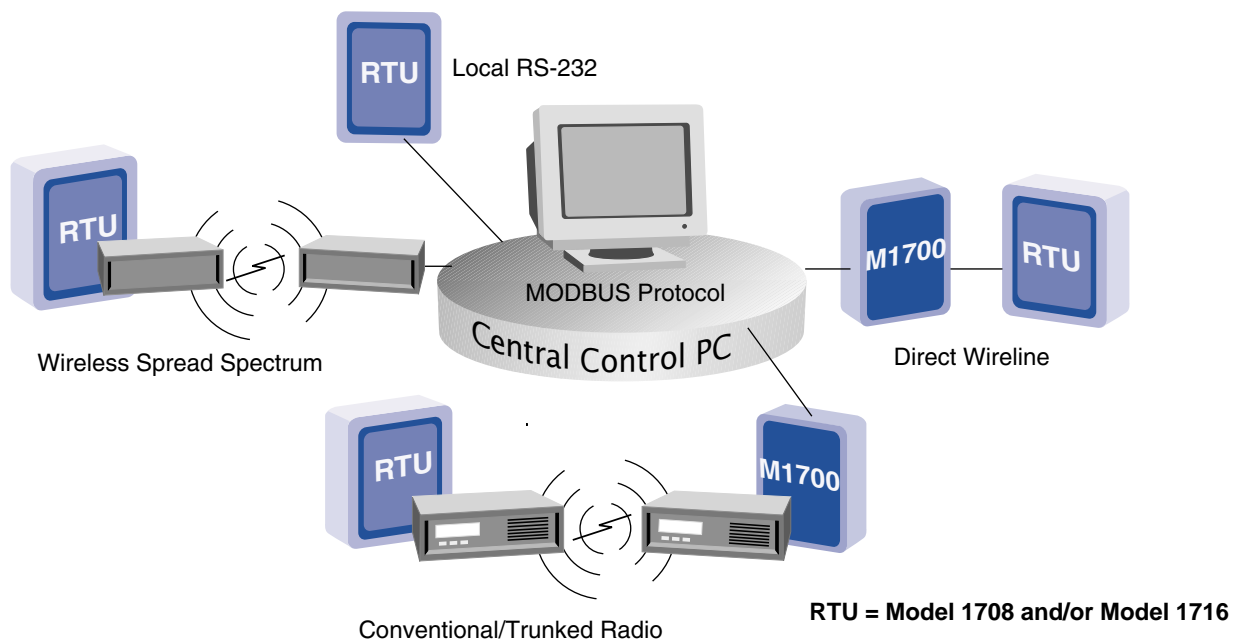 RTU
Local RS-232
RTU
MODBUS Protocol
Central Control PC
M1700
RTU
Wireless Spread Spectrum
Direct Wireline
RTU
M1700
Conventional/Trunked Radio
RTU = Model 1708 and/or Model 1716